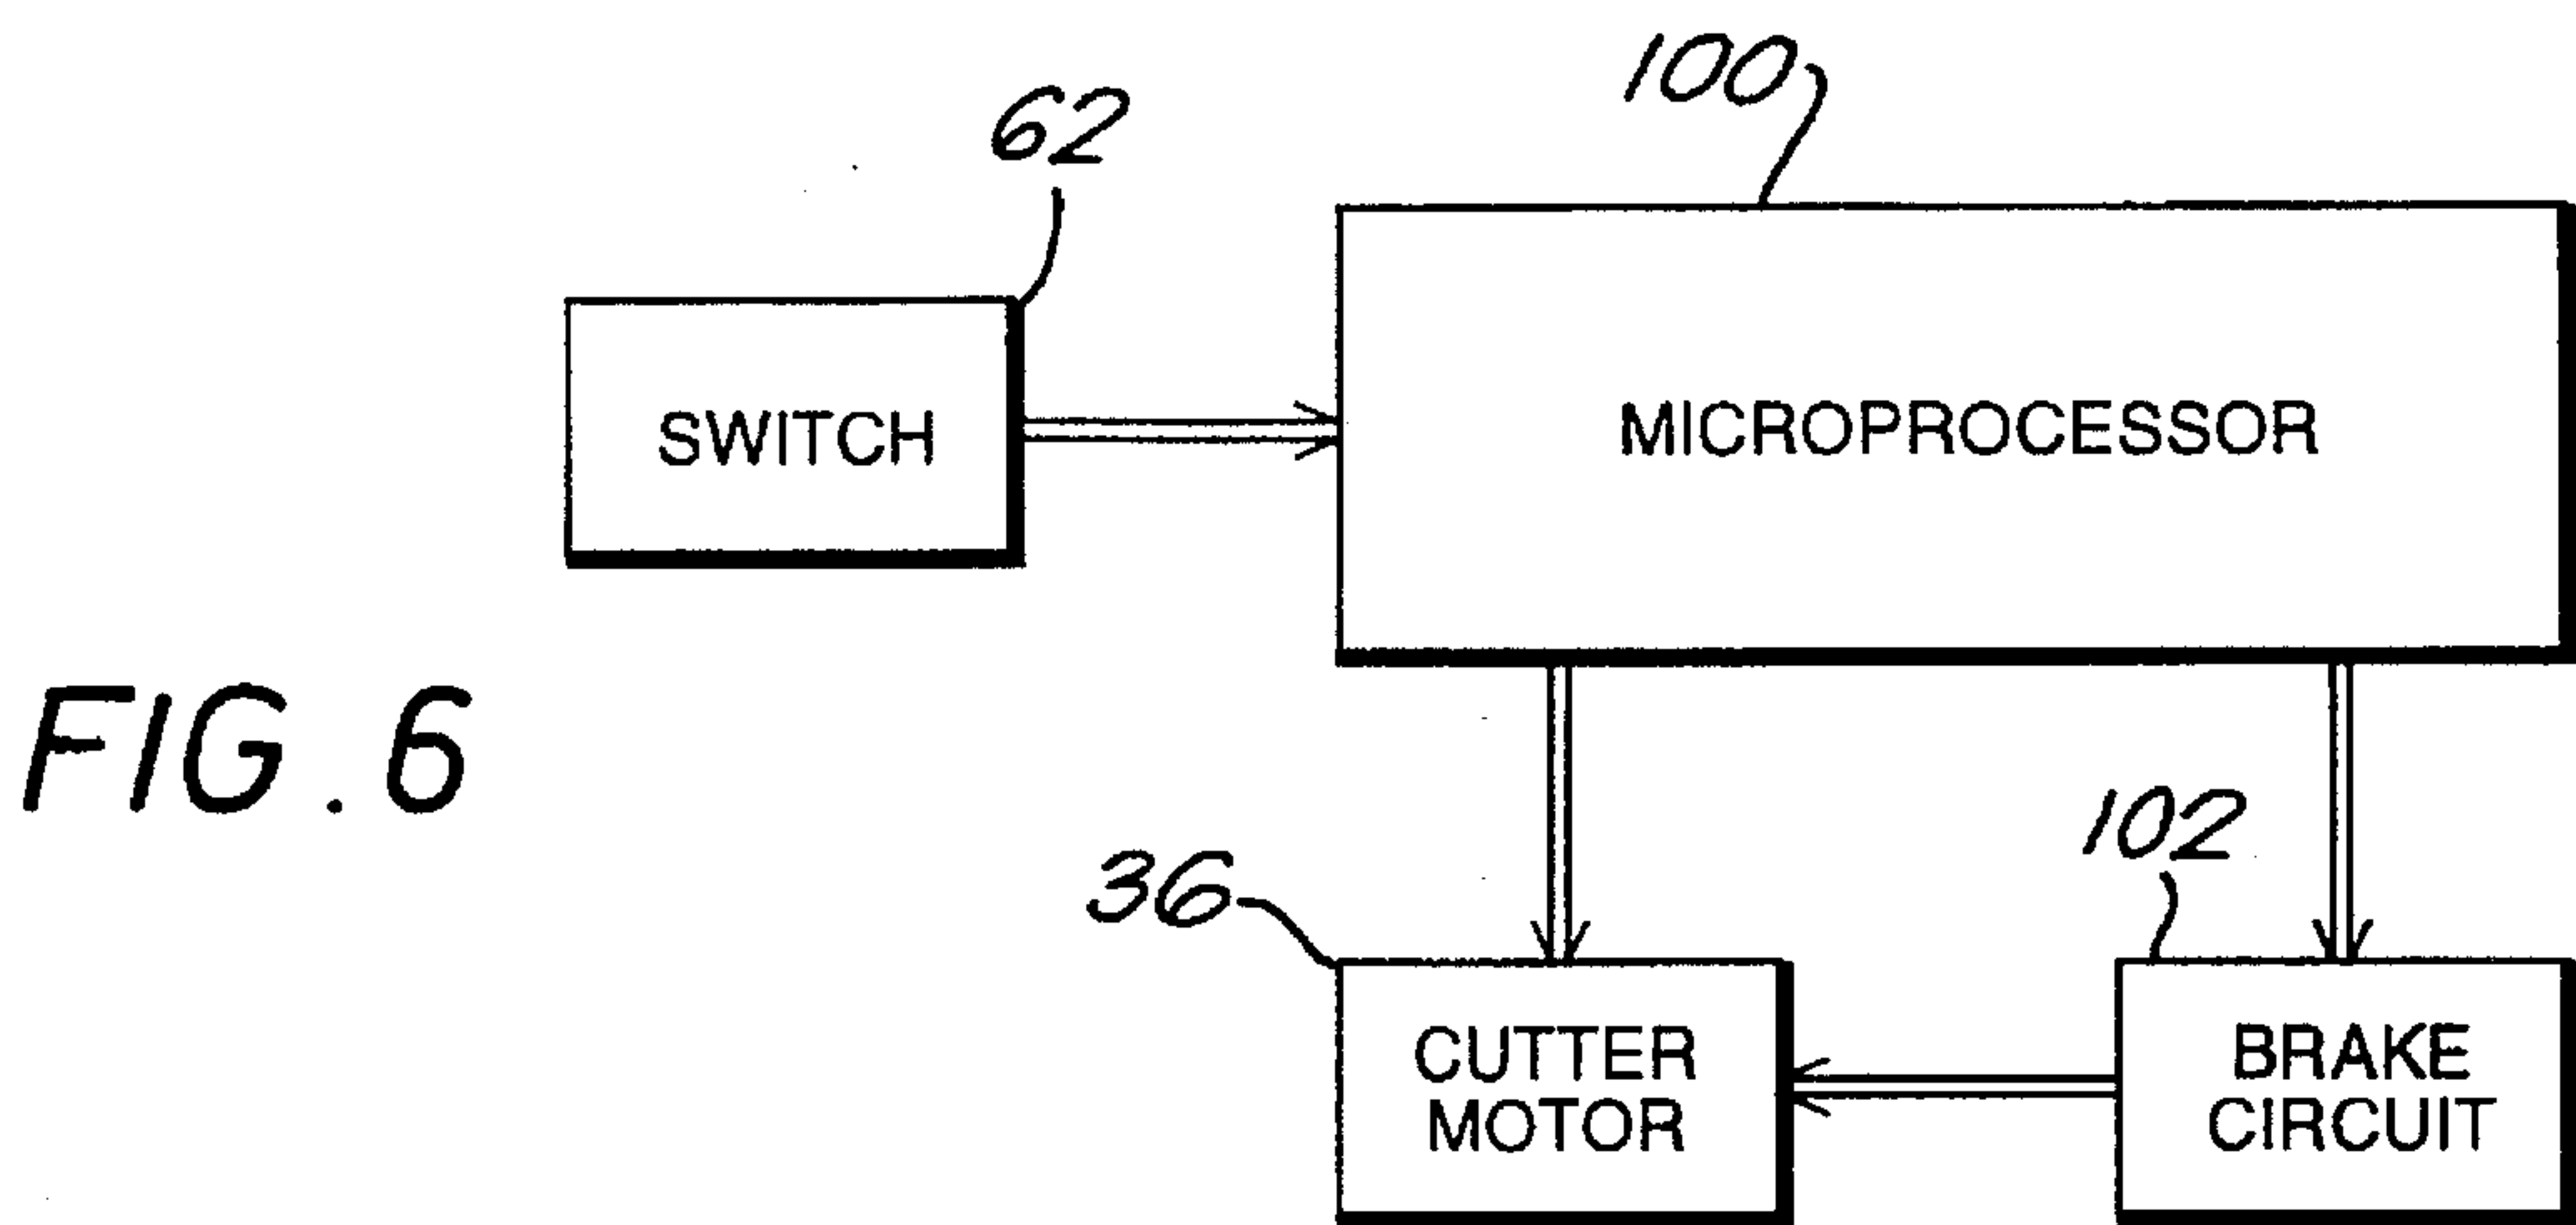 100
62
SWITCH
MICROPROCESSOR
FIG. 6
102
36
CUTTER
MOTOR
BRAKE
CIRCUIT